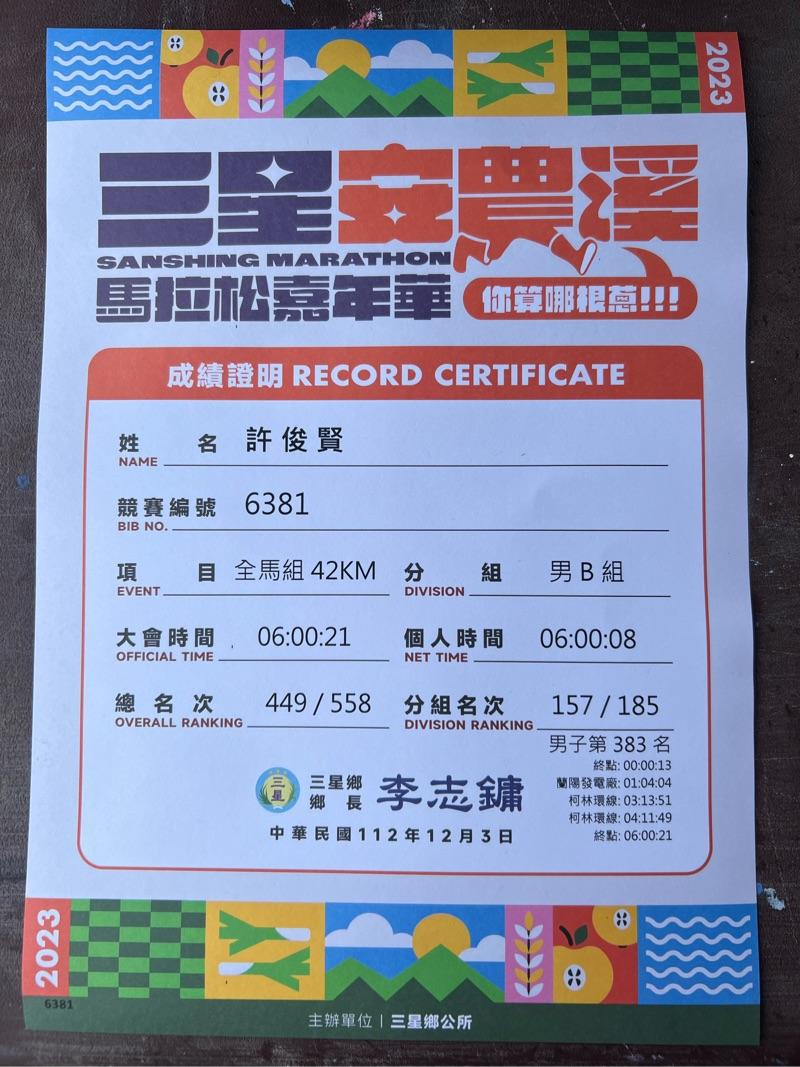 2023
三星安農溪
SANSHING MARATHON
馬拉松嘉年華 你算哪根蔥!!!
成績證明 RECORD CERTIFICATE
姓 名 許俊賢
NAME
競賽編號 6381
BIB NO.
項 目 全馬組 42KM 分 組 男 B 組
EVENT DIVISION
大會時間 06:00:21 個人時間 06:00:08
OFFICIAL TIME NET TIME
總名次 449 / 558 分組名次 157 / 185
OVERALL RANKING DIVISION RANKING
男子第 383 名
終點: 00:00:13
蘭陽發電廠: 01:04:04
柯林環線: 03:13:51
柯林環線: 04:11:49
終點: 06:00:21
三星
三星鄉
鄉 長 李志鏞
中華民國112年12月3日
2023
6381
主辦單位 | 三星鄉公所